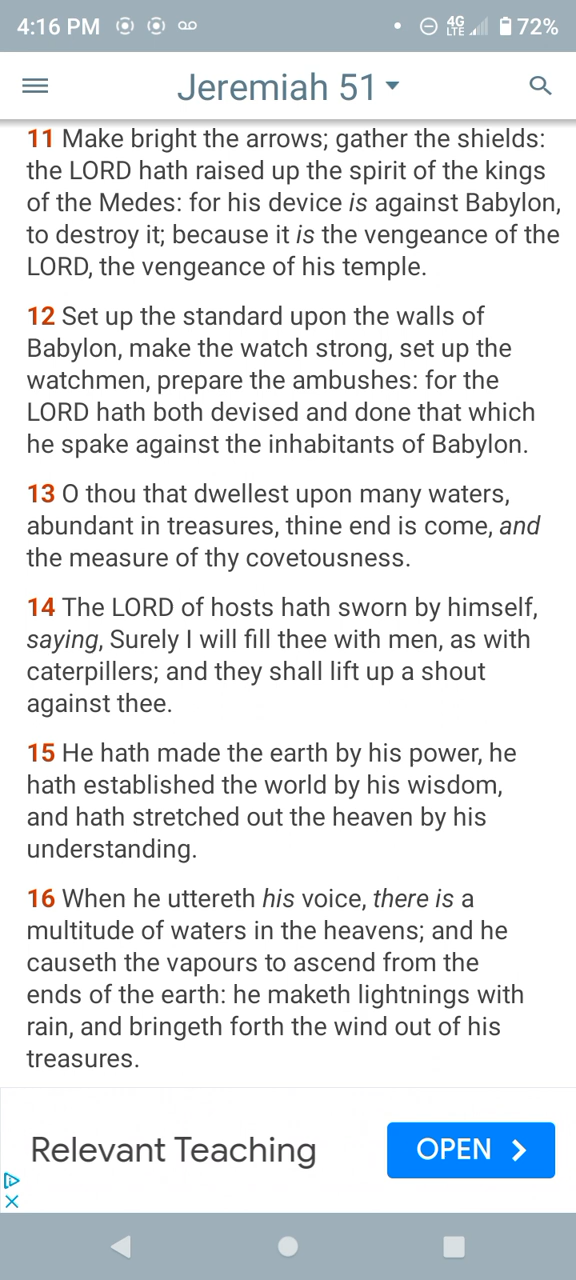 4:16 PM 4G LTE 72%
Jeremiah 51
11 Make bright the arrows; gather the shields:
the LORD hath raised up the spirit of the kings
of the Medes: for his device is against Babylon,
to destroy it; because it is the vengeance of the
LORD, the vengeance of his temple.
12 Set up the standard upon the walls of
Babylon, make the watch strong, set up the
watchmen, prepare the ambushes: for the
LORD hath both devised and done that which
he spake against the inhabitants of Babylon.
13 O thou that dwellest upon many waters,
abundant in treasures, thine end is come, and
the measure of thy covetousness.
14 The LORD of hosts hath sworn by himself,
saying, Surely I will fill thee with men, as with
caterpillers; and they shall lift up a shout
against thee.
15 He hath made the earth by his power, he
hath established the world by his wisdom,
and hath stretched out the heaven by his
understanding.
16 When he uttereth his voice, there is a
multitude of waters in the heavens; and he
causeth the vapours to ascend from the
ends of the earth: he maketh lightnings with
rain, and bringeth forth the wind out of his
treasures.
Relevant Teaching OPEN